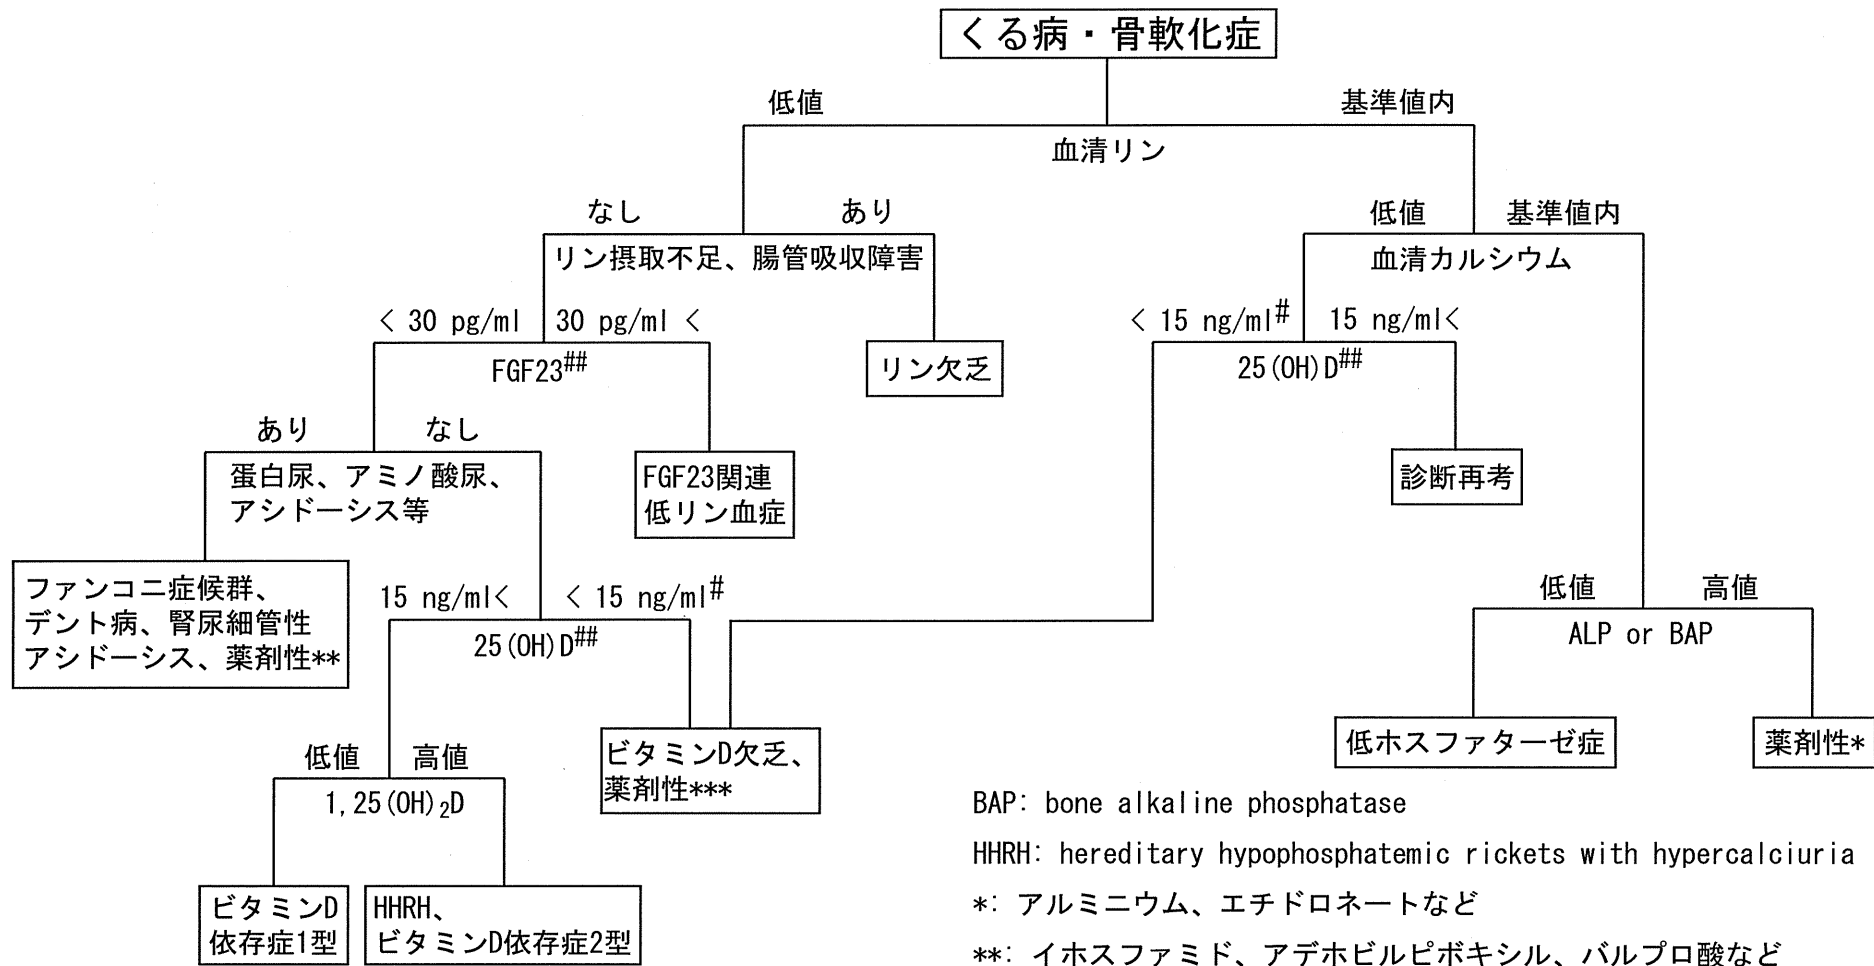 くる病・骨軟化症
低値
基準値内
血清リン
なし
あり
低値
基準値内
リン摂取不足、腸管吸収障害
血清カルシウム
< 30 pg/ml
30 pg/ml <
< 15 ng/ml#
15 ng/ml<
FGF23##
リン欠乏
25(OH)D##
あり
なし
蛋白尿、アミノ酸尿、
アシドーシス等
FGF23関連
低リン血症
診断再考
ファンコニ症候群、
デント病、腎尿細管性
アシドーシス、薬剤性**
15 ng/ml<
< 15 ng/ml#
25(OH)D##
低値
高値
ALP or BAP
低値
高値
1,25(OH)₂D
ビタミンD欠乏、
薬剤性***
低ホスファターゼ症
薬剤性*
ビタミンD
依存症1型
HHRH、
ビタミンD依存症2型
BAP: bone alkaline phosphatase
HHRH: hereditary hypophosphatemic rickets with hypercalciuria
*: アルミニウム、エチドロネートなど
**: イホスファミド、アデホビルピボキシル、バルプロ酸など